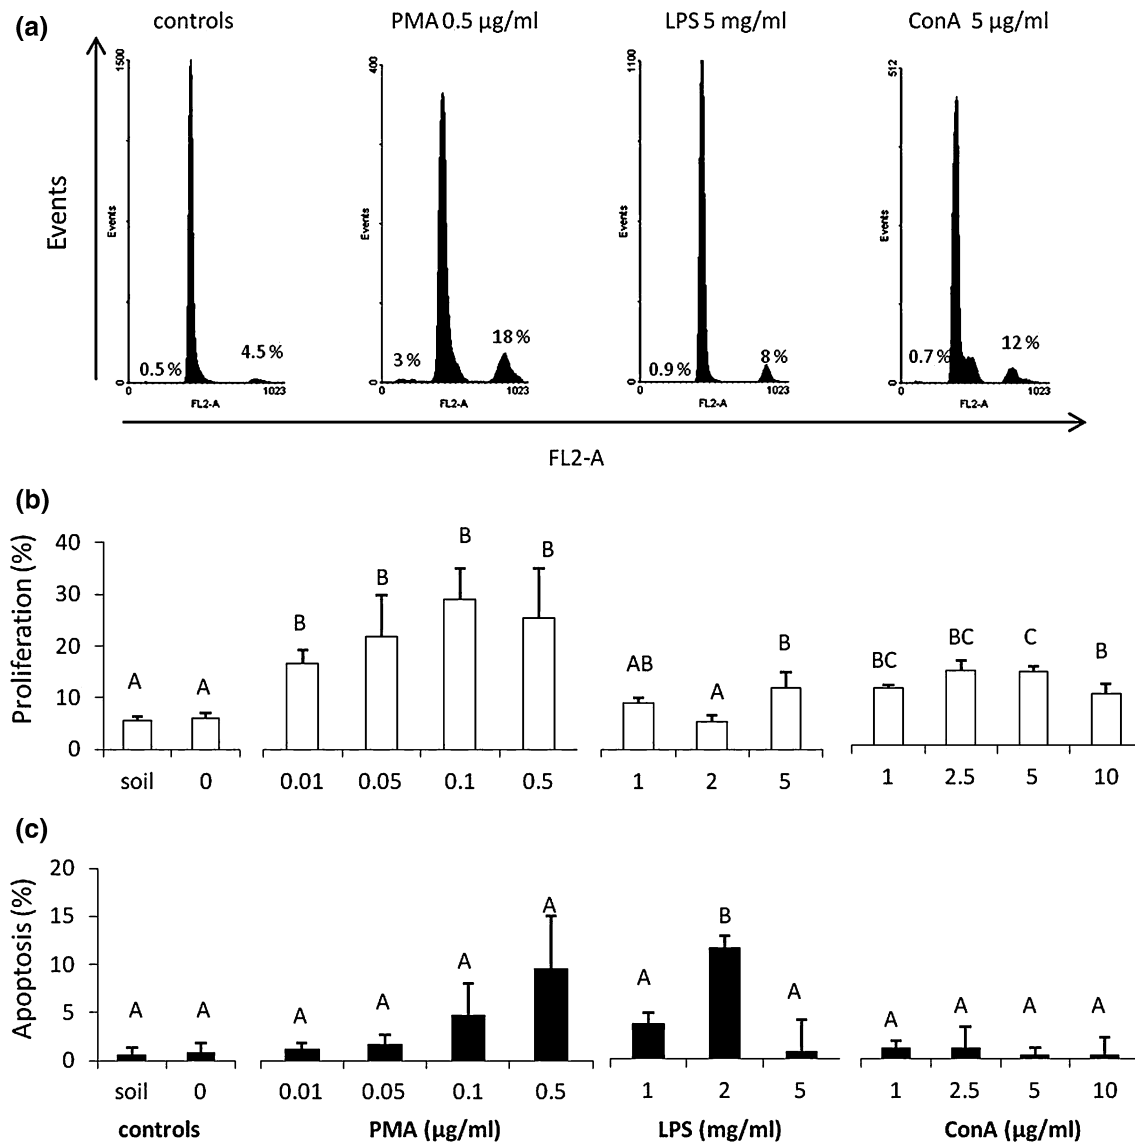 (a)
controls PMA 0.5 µg/ml LPS 5 mg/ml ConA 5 µg/ml
1500 400 1100 512
Events
Events Events Events Events
0.5 % 4.5 % 3 % 18 % 0.9 % 8 % 0.7 % 12 %
0 0 0 0
0 1023 0 1023 0 1023 0 1023
FL2-A FL2-A FL2-A FL2-A
FL2-A
(b)
Proliferation (%)
40
30
20
10
0
A A B B B B AB A B BC BC C B
soil 0 0.01 0.05 0.1 0.5 1 2 5 1 2.5 5 10
(c)
Apoptosis (%)
20
15
10
5
0
A A A A A A A B A A A A A
soil 0 0.01 0.05 0.1 0.5 1 2 5 1 2.5 5 10
controls PMA (µg/ml) LPS (mg/ml) ConA (µg/ml)